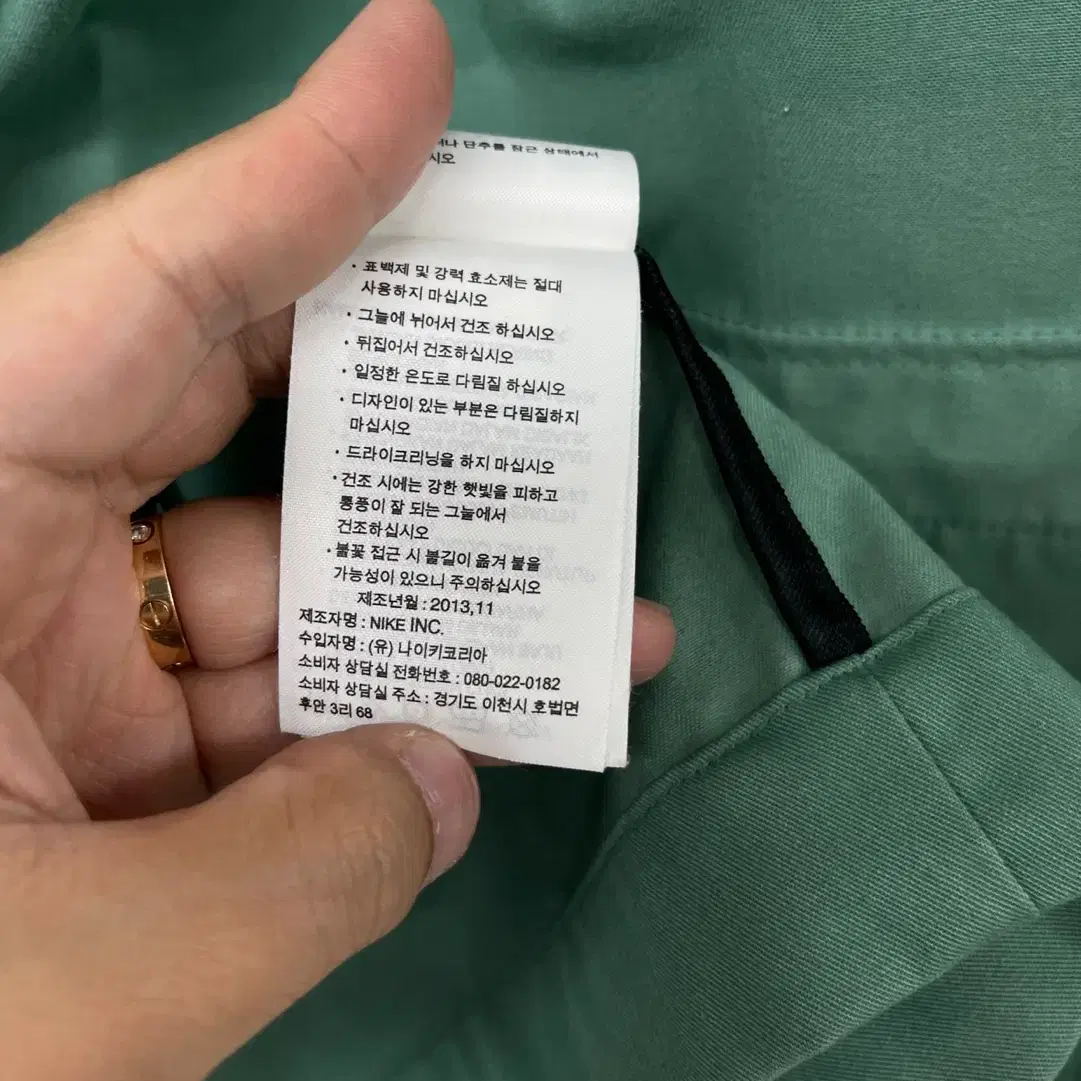 단추를 잠근 상태에서
시오
· 표백제 및 강력 효소제는 절대
사용하지 마십시오
· 그늘에 뉘어서 건조 하십시오
· 뒤집어서 건조하십시오
· 일정한 온도로 다림질 하십시오
· 디자인이 있는 부분은 다림질하지
마십시오
· 드라이크리닝을 하지 마십시오
· 건조 시에는 강한 햇빛을 피하고
통풍이 잘 되는 그늘에서
건조하십시오
· 불꽃 접근 시 불길이 옮겨 붙을
가능성이 있으니 주의하십시오
제조년월 : 2013,11
제조자명 : NIKE INC.
수입자명 : (유) 나이키코리아
소비자 상담실 전화번호 : 080-022-0182
소비자 상담실 주소 : 경기도 이천시 호법면
후안 3리 68